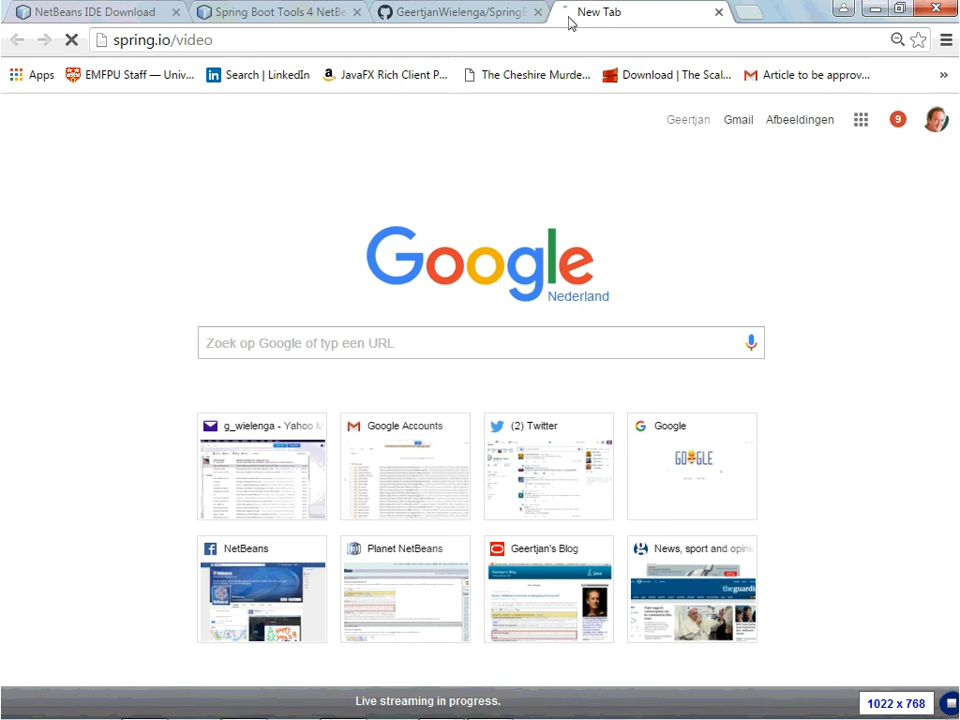 NetBeans IDE Download
Spring Boot Tools 4 NetBe
GeertjanWielenga/SpringB
New Tab
spring.io/video
Apps
EMFPU Staff — Univ...
Search | LinkedIn
JavaFX Rich Client P...
The Cheshire Murde...
Download | The Scal...
Article to be approv...
»
Geertjan
Gmail
Afbeeldingen
9
Google
Nederland
Zoek op Google of typ een URL
g_wielenga - Yahoo M
Google Accounts
(2) Twitter
Google
NetBeans
Planet NetBeans
Geertjan's Blog
News, sport and opini
Live streaming in progress.
1022 x 768